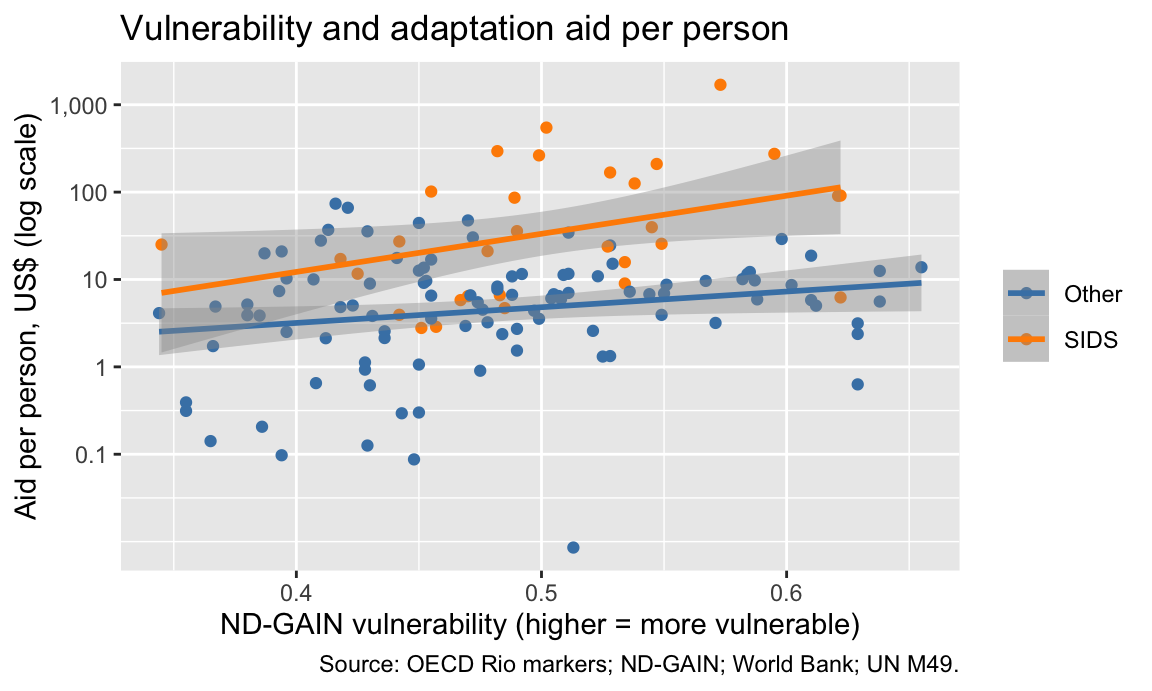 Vulnerability and adaptation aid per person
Aid per person, US$ (log scale)
1,000
100
10
1
0.1
0.4
0.5
0.6
ND-GAIN vulnerability (higher = more vulnerable)
Other
SIDS
Source: OECD Rio markers; ND-GAIN; World Bank; UN M49.